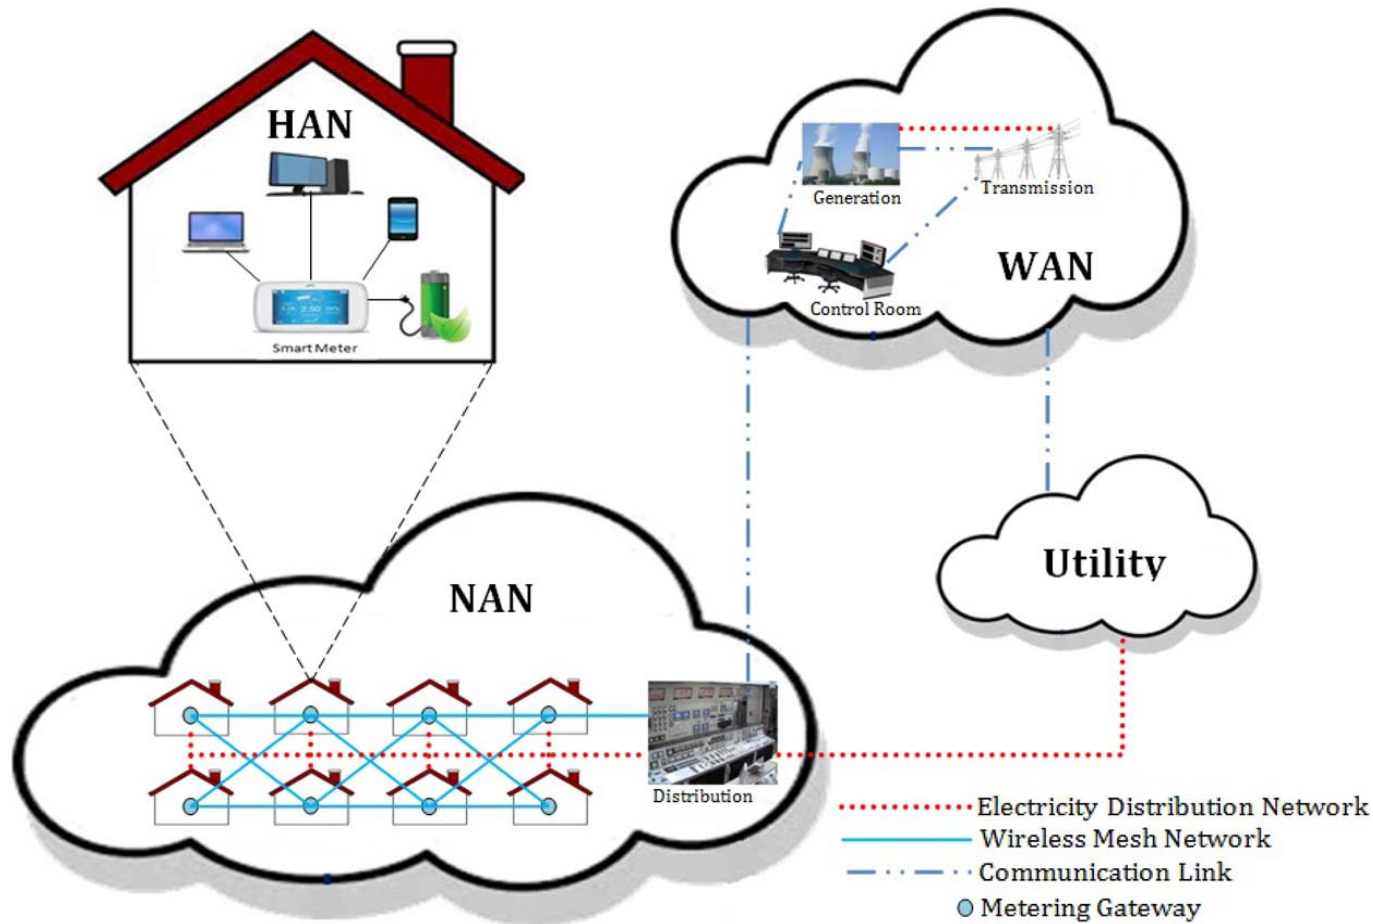 HAN
Smart Meter
Generation
Transmission
WAN
Control Room
Utility
NAN
Distribution
Electricity Distribution Network
Wireless Mesh Network
Communication Link
Metering Gateway